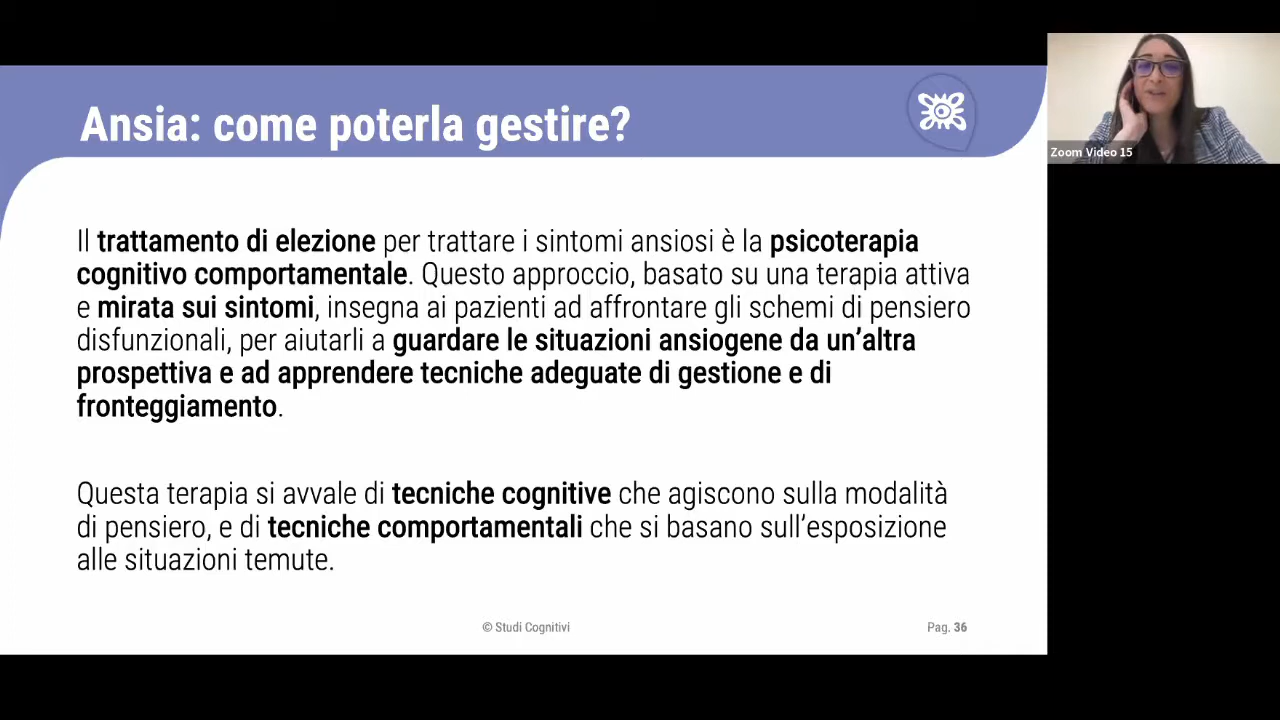 Ansia: come poterla gestire?
Zoom Video 15
Il trattamento di elezione per trattare i sintomi ansiosi è la psicoterapia
cognitivo comportamentale. Questo approccio, basato su una terapia attiva
e mirata sui sintomi, insegna ai pazienti ad affrontare gli schemi di pensiero
disfunzionali, per aiutarli a guardare le situazioni ansiogene da un’altra
prospettiva e ad apprendere tecniche adeguate di gestione e di
fronteggiamento.
Questa terapia si avvale di tecniche cognitive che agiscono sulla modalità
di pensiero, e di tecniche comportamentali che si basano sull’esposizione
alle situazioni temute.
© Studi Cognitivi
Pag. 36